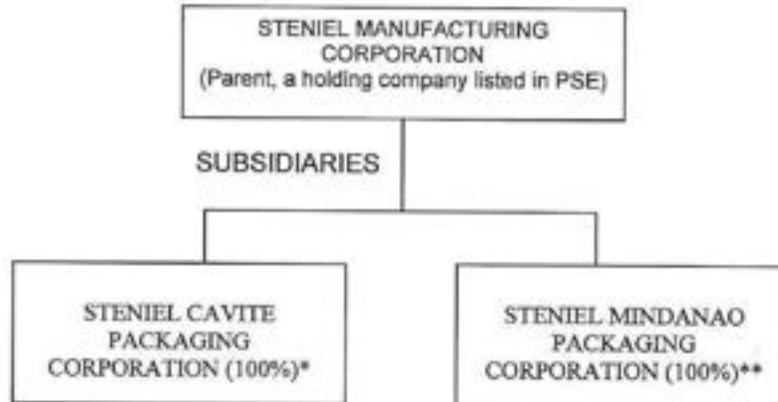 STENIEL MANUFACTURING
CORPORATION
(Parent, a holding company listed in PSE)
SUBSIDIARIES
STENIEL CAVITE
PACKAGING
CORPORATION (100%)*
STENIEL MINDANAO
PACKAGING
CORPORATION (100%)**